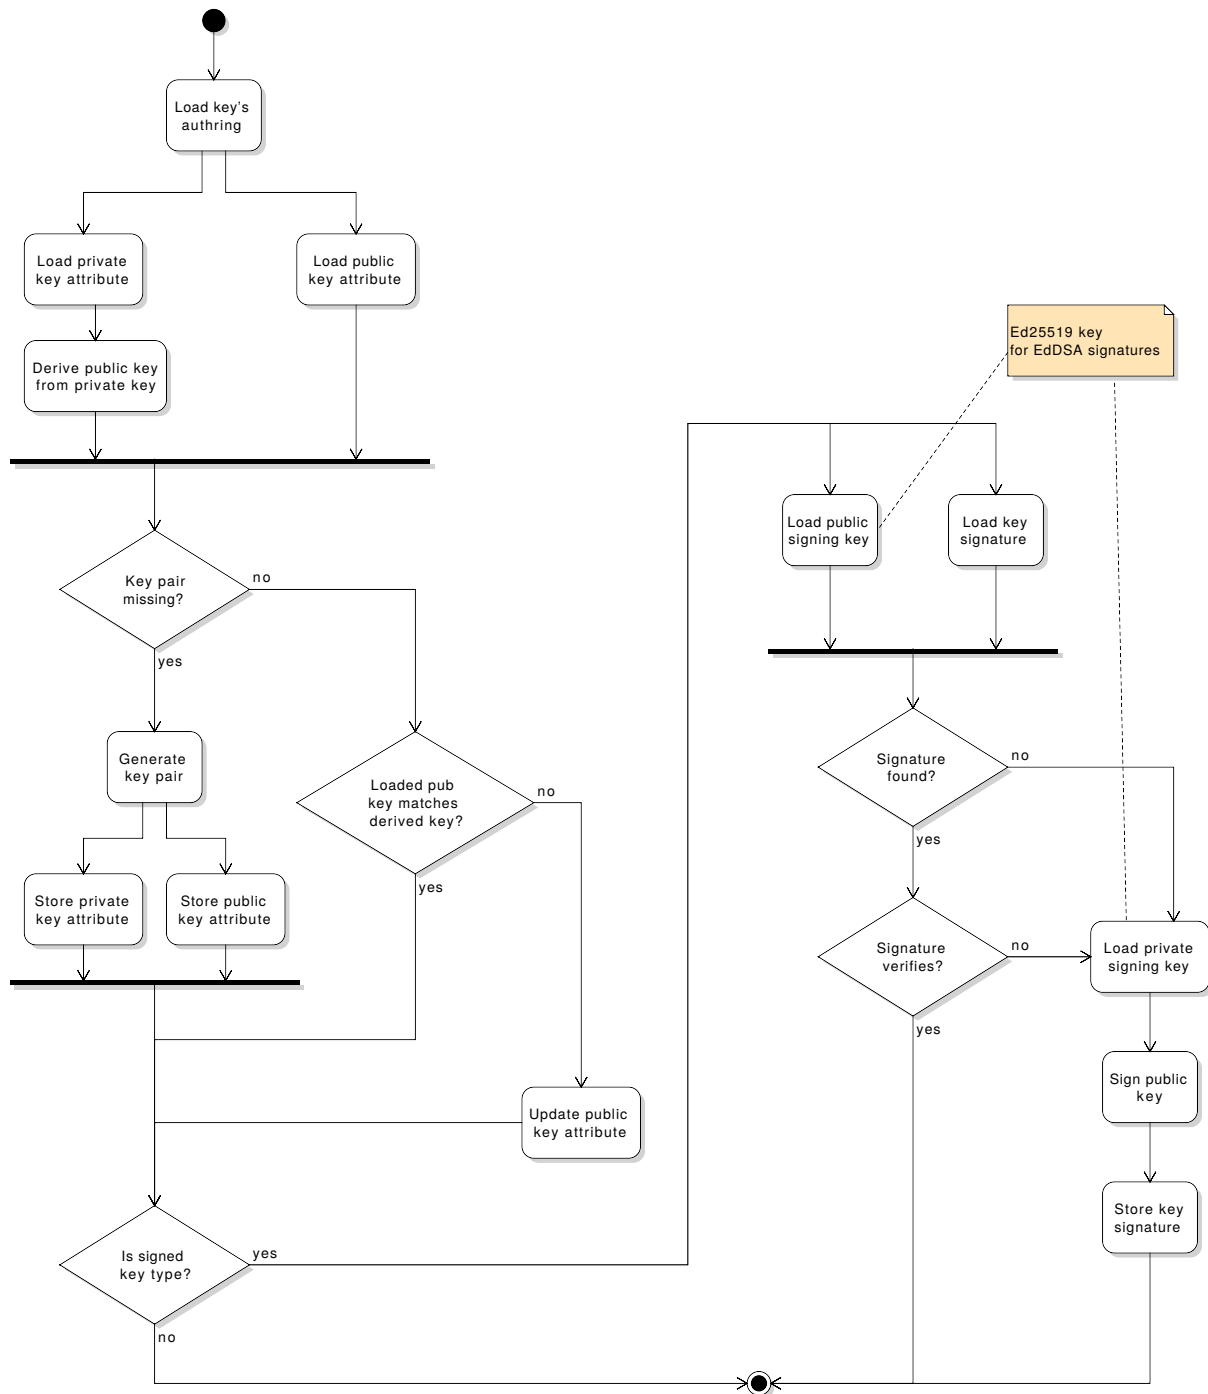 Load key's
authring
Load private
key attribute
Load public
key attribute
Derive public key
from private key
Key pair
missing?
no
yes
Generate
key pair
Loaded pub
key matches
derived key?
no
yes
Store private
key attribute
Store public
key attribute
Update public
key attribute
Is signed
key type?
yes
no
Ed25519 key
for EdDSA signatures
Load public
signing key
Load key
signature
Signature
found?
no
yes
Signature
verifies?
no
yes
Load private
signing key
Sign public
key
Store key
signature